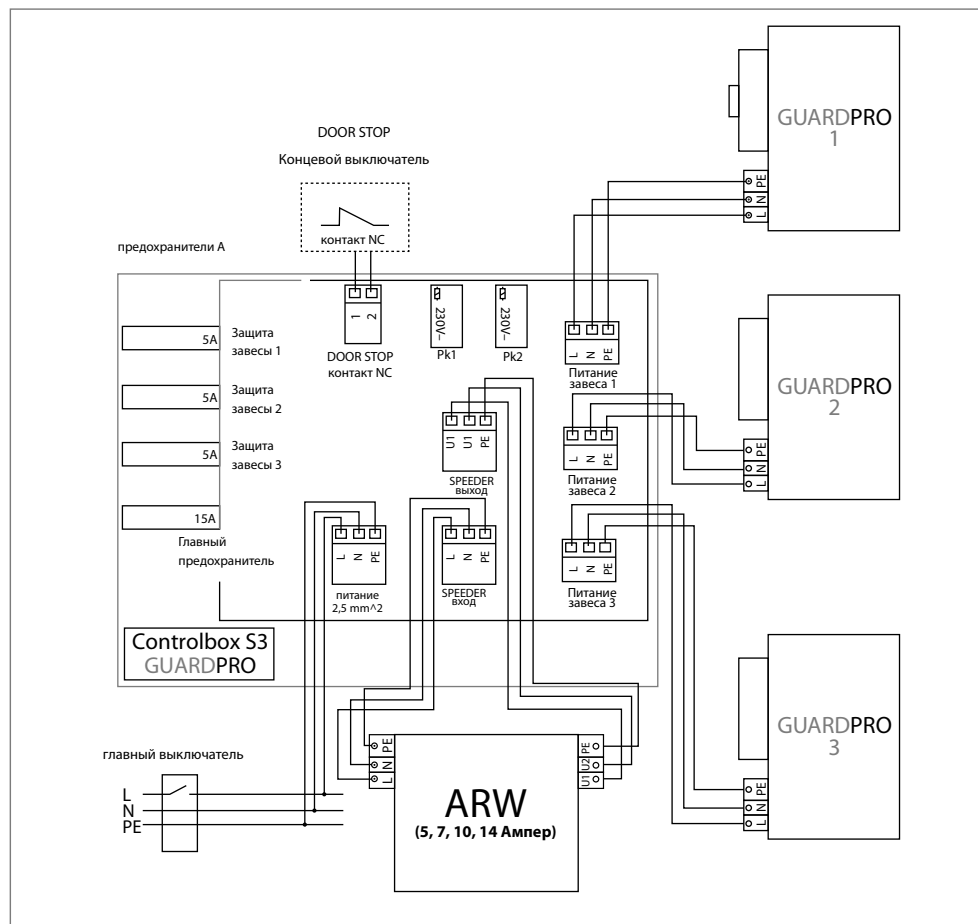 DOOR STOP
Концевой выключатель
контакт NC
предохранители A
GUARDPRO
1
PE
N
L
5A
Защита
завесы 1
5A
Защита
завесы 2
5A
Защита
завесы 3
15A
Главный
предохранитель
1
2
DOOR STOP
контакт NC
230V~
Pk1
230V~
Pk2
L
N
PE
Питание
завеса 1
U1
U1
PE
SPEEDER
выход
L
N
PE
Питание
завеса 2
GUARDPRO
2
PE
N
L
L
N
PE
питание
2,5 mm^2
L
N
PE
SPEEDER
вход
L
N
PE
Питание
завеса 3
Controlbox S3
GUARDPRO
GUARDPRO
3
PE
N
L
главный выключатель
L
N
PE
PE
N
L
PE
U2
U1
ARW
(5, 7, 10, 14 Ампер)